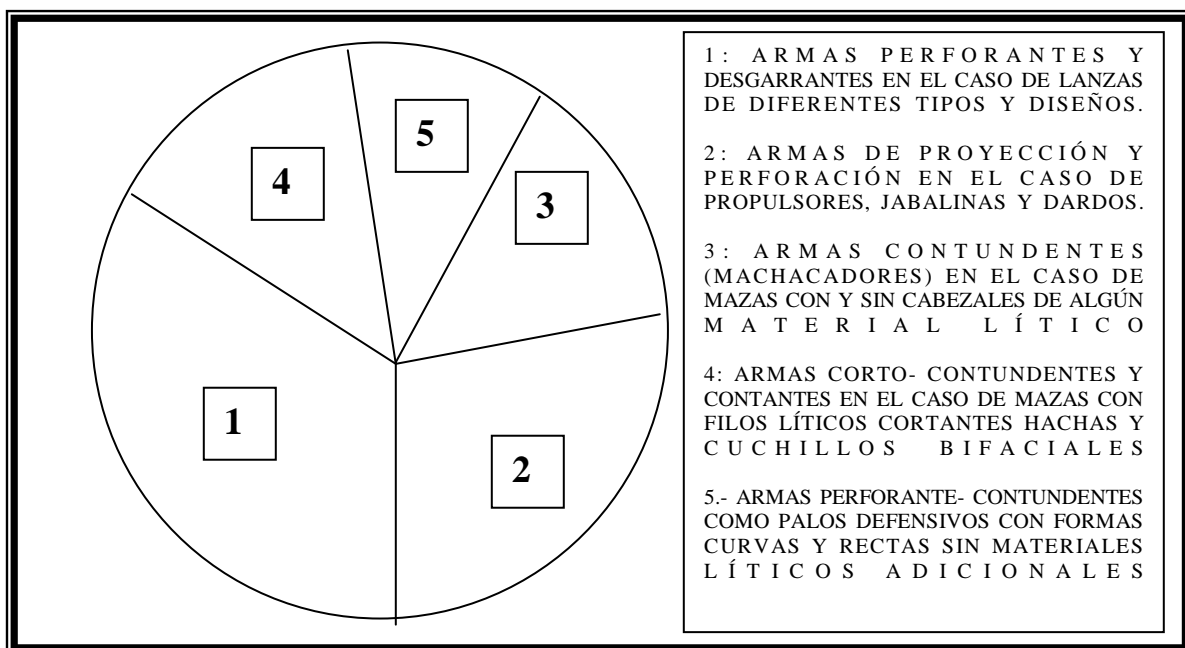 4
5
3
1
2
1: ARMAS PERFORANTES Y
DESGARRANTES EN EL CASO DE LANZAS
DE DIFERENTES TIPOS Y DISEÑOS.
2: ARMAS DE PROYECCIÓN Y
PERFORACIÓN EN EL CASO DE
PROPULSORES, JABALINAS Y DARDOS.
3: ARMAS CONTUNDENTES
(MACHACADORES) EN EL CASO DE
MAZAS CON Y SIN CABEZALES DE ALGÚN
MATERIAL LÍTICO
4: ARMAS CORTO- CONTUNDENTES Y
CONTANTES EN EL CASO DE MAZAS CON
FILOS LÍTICOS CORTANTES HACHAS Y
CUCHILLOS BIFACIALES
5.- ARMAS PERFORANTE- CONTUNDENTES
COMO PALOS DEFENSIVOS CON FORMAS
CURVAS Y RECTAS SIN MATERIALES
LÍTICOS ADICIONALES